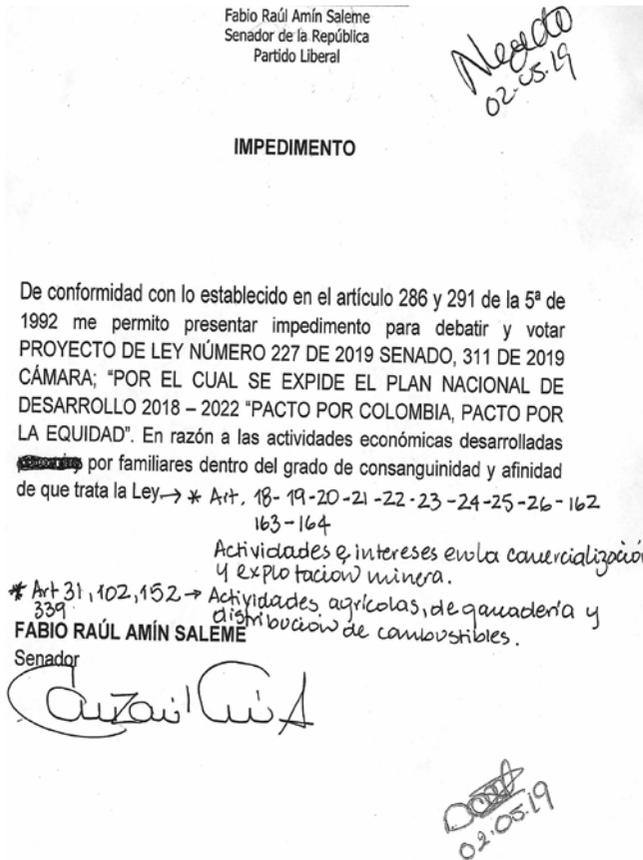 Fabio Raúl Amín Saleme
Senador de la República
Partido Liberal
Negado
02.05.19
IMPEDIMENTO
De conformidad con lo establecido en el artículo 286 y 291 de la 5ª de
1992 me permito presentar impedimento para debatir y votar
PROYECTO DE LEY NÚMERO 227 DE 2019 SENADO, 311 DE 2019
CÁMARA; “POR EL CUAL SE EXPIDE EL PLAN NACIONAL DE
DESARROLLO 2018 – 2022 “PACTO POR COLOMBIA, PACTO POR
LA EQUIDAD”. En razón a las actividades económicas desarrolladas
por familiares dentro del grado de consanguinidad y afinidad
de que trata la Ley → * Art. 18-19-20-21-22-23-24-25-26-162
163-164
Actividades e intereses en la comercialización
y explotación minera.
* Art 31, 102, 152 → Actividades agrícolas, de ganadería y
339 distribución de combustibles.
FABIO RAÚL AMÍN SALEME
Senador
02.05.19